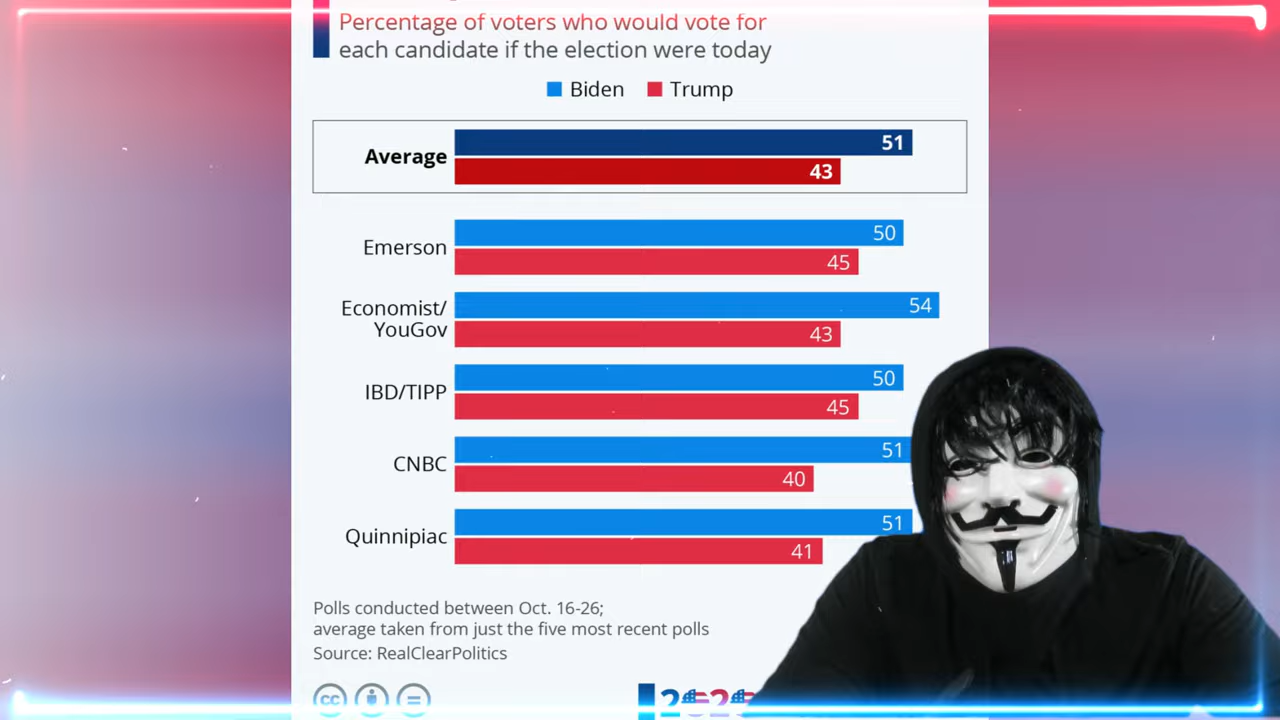 Percentage of voters who would vote for
each candidate if the election were today
Biden Trump
Average
51
43
Emerson
50
45
Economist/
YouGov
54
43
IBD/TIPP
50
45
CNBC
51
40
Quinnipiac
51
41
Polls conducted between Oct. 16-26;
average taken from just the five most recent polls
Source: RealClearPolitics
cc